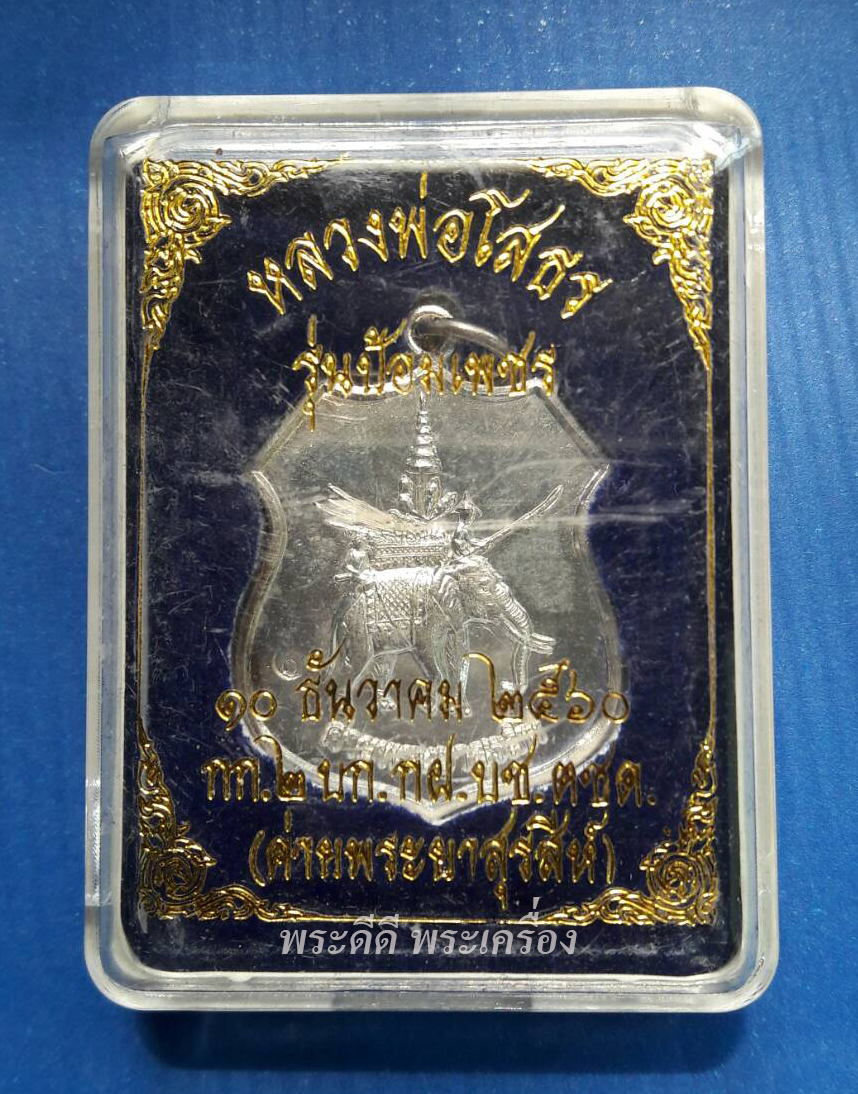 หลวงพ่อโสธร
รุ่นป้อมเพชร
๑๐ ธันวาคม ๒๕๖๐
กก.๒ บก.กฝ.บช.ตชด.
(ค่ายพระยาสุรสีห์)
พระดีดี พระเครื่อง